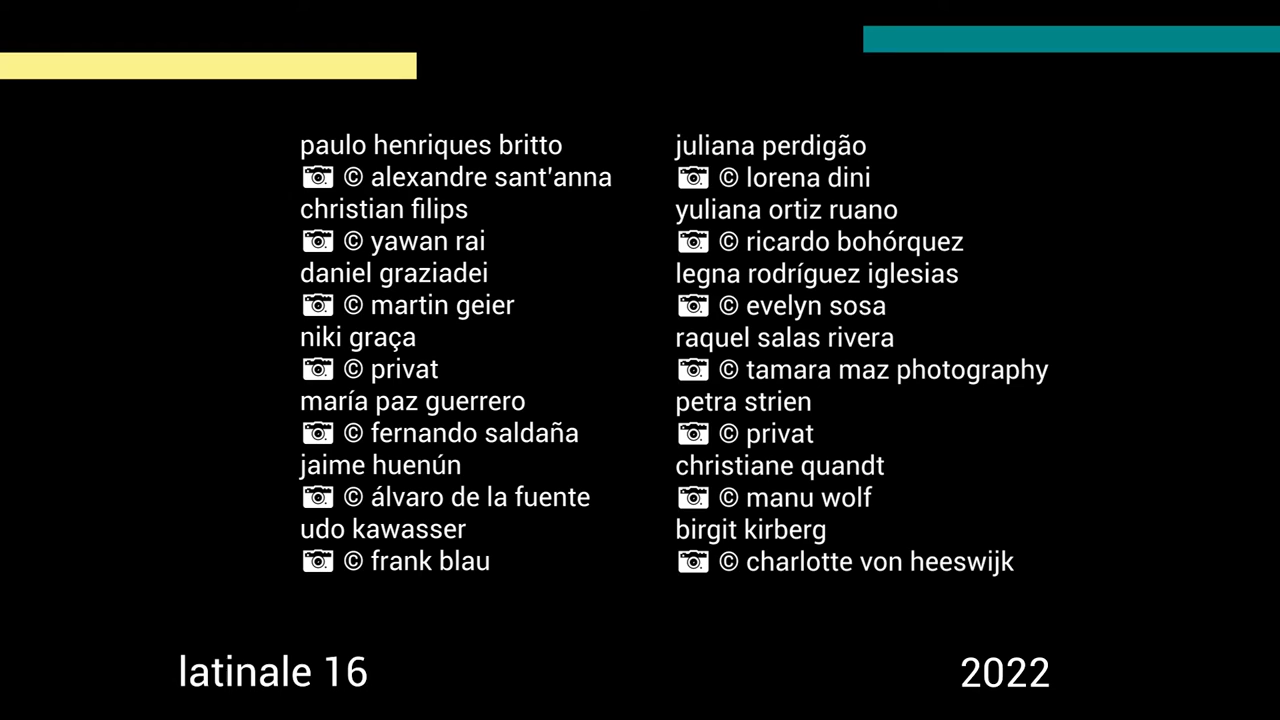 paulo henriques britto
📷 © alexandre sant'anna
christian filips
📷 © yawan rai
daniel graziadei
📷 © martin geier
niki graça
📷 © privat
maría paz guerrero
📷 © fernando saldaña
jaime huenún
📷 © álvaro de la fuente
udo kawasser
📷 © frank blau
juliana perdigão
📷 © lorena dini
yuliana ortiz ruano
📷 © ricardo bohórquez
legna rodríguez iglesias
📷 © evelyn sosa
raquel salas rivera
📷 © tamara maz photography
petra strien
📷 © privat
christiane quandt
📷 © manu wolf
birgit kirberg
📷 © charlotte von heeswijk
latinale 16
2022